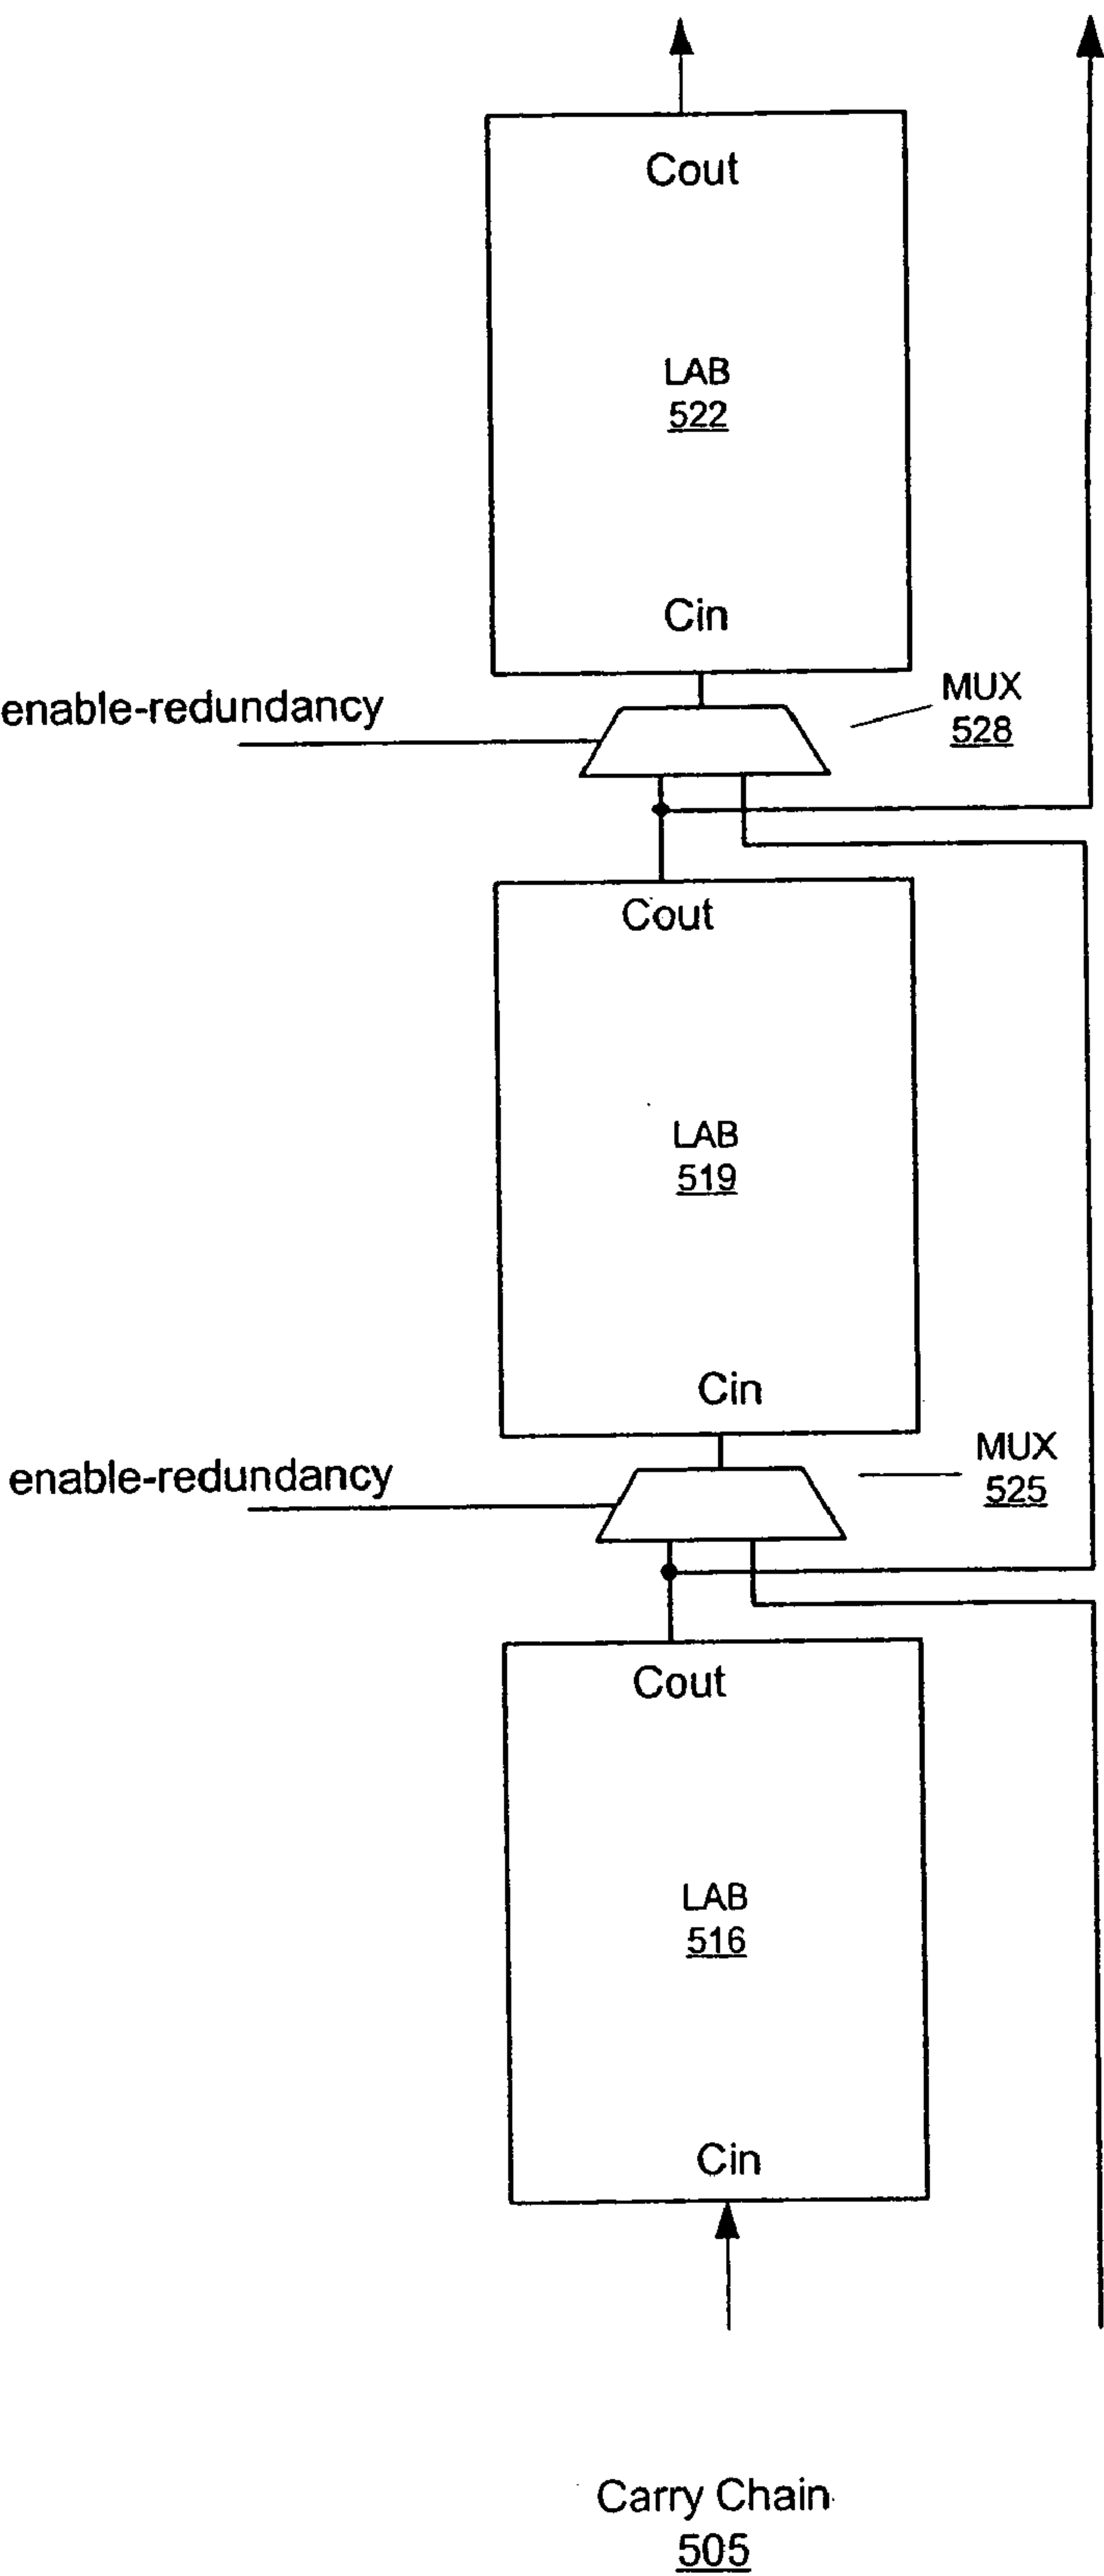 Cout
LAB
522
Cin
enable-redundancy
MUX
528
Cout
LAB
519
Cin
enable-redundancy
MUX
525
Cout
LAB
516
Cin
Carry Chain
505